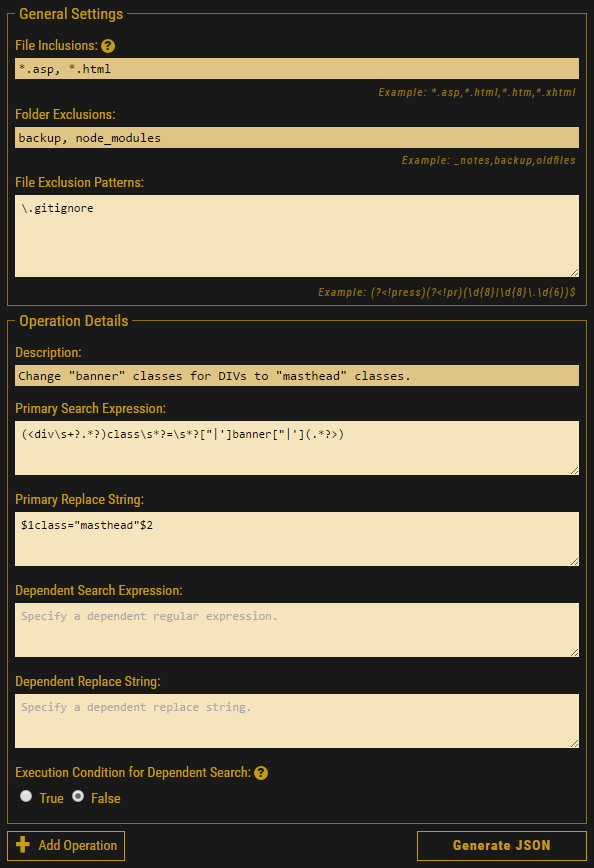 General Settings
File Inclusions: ?
*.asp, *.html
Example: *.asp,*.html,*.htm,*.xhtml
Folder Exclusions:
backup, node_modules
Example: _notes,backup,oldfiles
File Exclusion Patterns:
\.gitignore
Example: (?<!press)(?<!pr)(\d{8}|\d{8}\.\d{6})$
Operation Details
Description:
Change "banner" classes for DIVs to "masthead" classes.
Primary Search Expression:
(<div\s+?.*?)class\s*?=\s*?["|']banner["|'](.*?>)
Primary Replace String:
$1class="masthead"$2
Dependent Search Expression:
Specify a dependent regular expression.
Dependent Replace String:
Specify a dependent replace string.
Execution Condition for Dependent Search: ?
True False
Add Operation Generate JSON